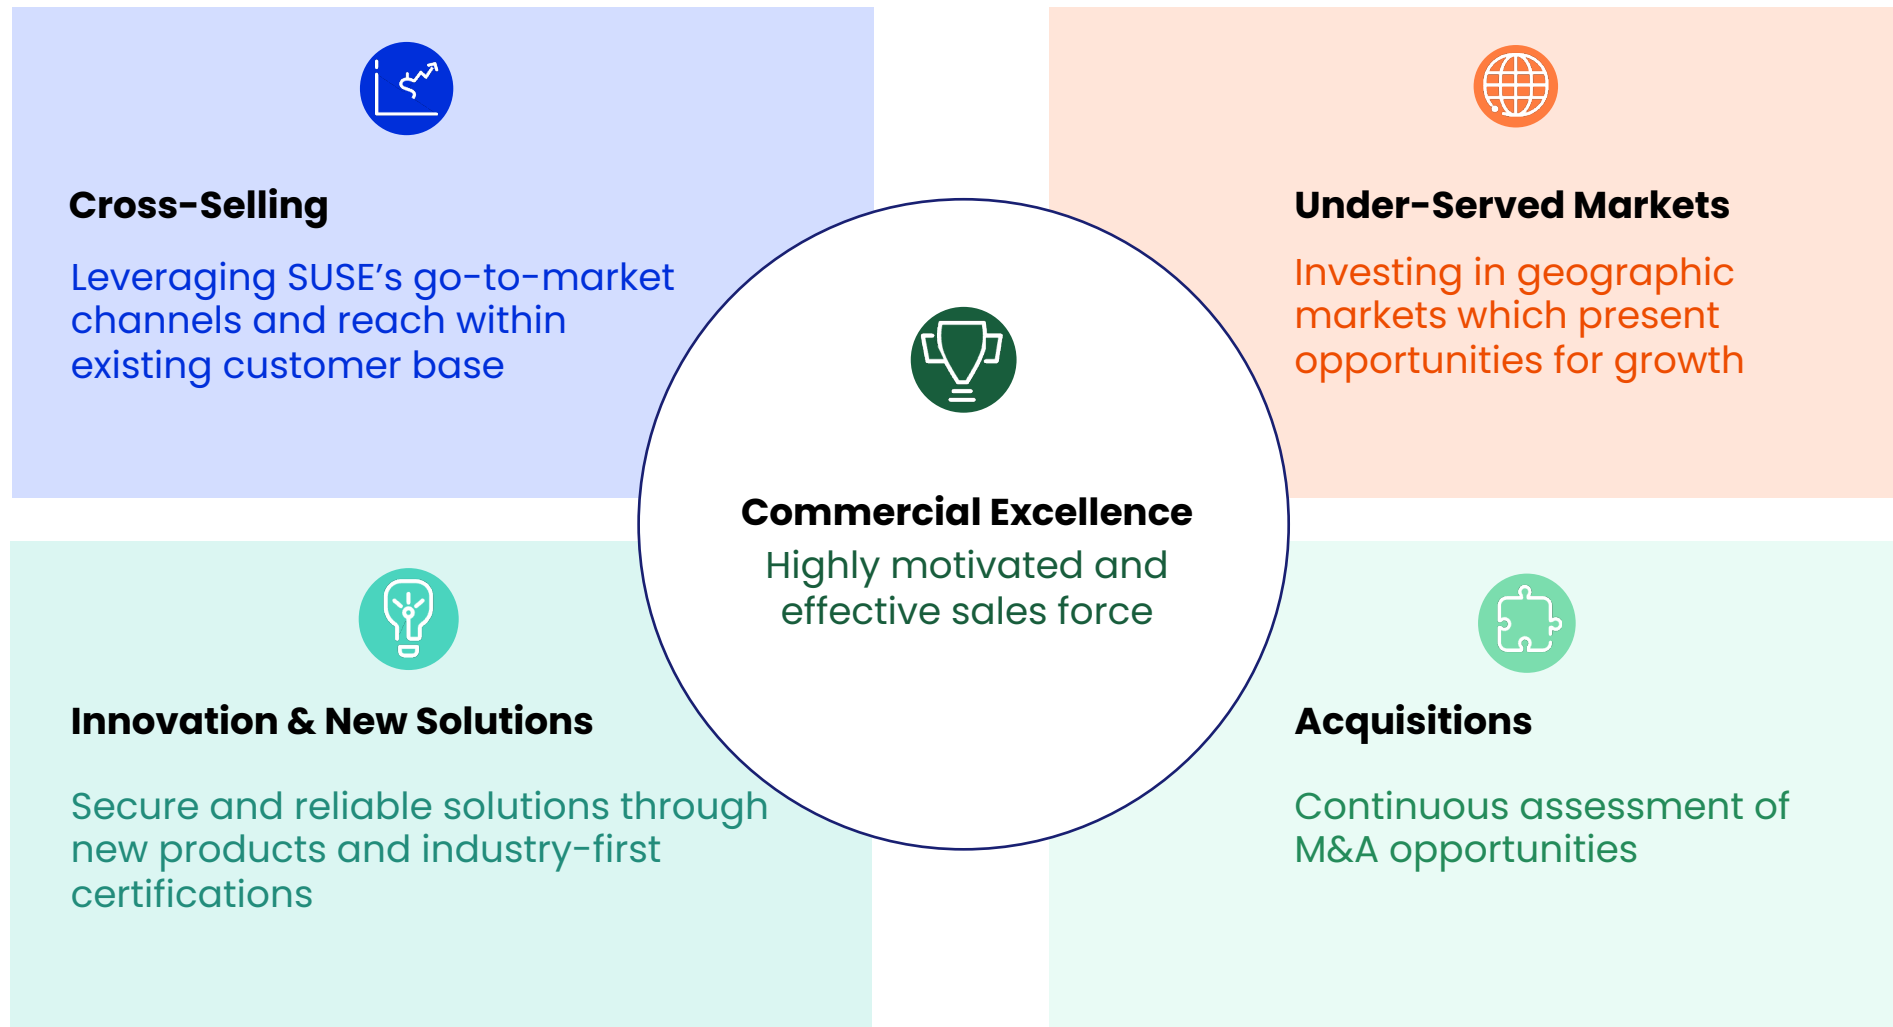 Cross-Selling
Leveraging SUSE’s go-to-market
channels and reach within
existing customer base
Under-Served Markets
Investing in geographic
markets which present
opportunities for growth
Commercial Excellence
Highly motivated and
effective sales force
Innovation & New Solutions
Secure and reliable solutions through
new products and industry-first
certifications
Acquisitions
Continuous assessment of
M&A opportunities